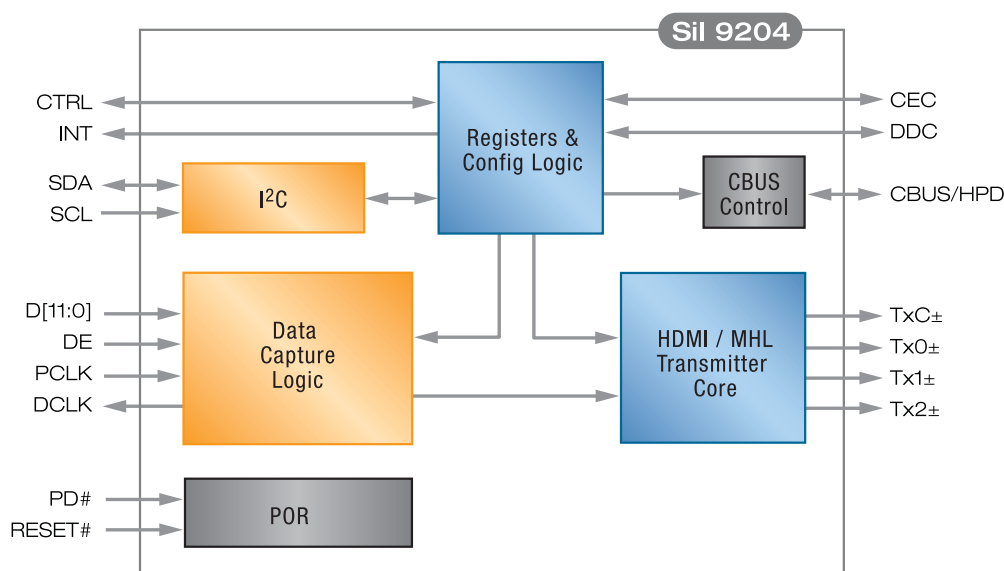 SiI 9204
CTRL
INT
SDA
SCL
I²C
Registers &
Config Logic
CEC
DDC
CBUS
Control
CBUS/HPD
D[11:0]
DE
PCLK
DCLK
Data
Capture
Logic
HDMI / MHL
Transmitter
Core
TxC±
Tx0±
Tx1±
Tx2±
PD#
RESET#
POR